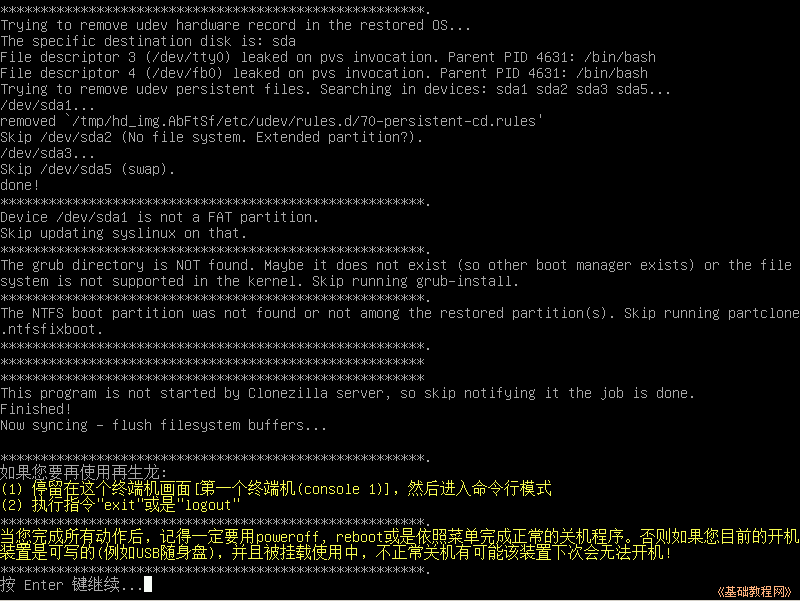 *****************************************************.
Trying to remove udev hardware record in the restored OS...
The specific destination disk is: sda
File descriptor 3 (/dev/tty0) leaked on pvs invocation. Parent PID 4631: /bin/bash
File descriptor 4 (/dev/fb0) leaked on pvs invocation. Parent PID 4631: /bin/bash
Trying to remove udev persistent files. Searching in devices: sda1 sda2 sda3 sda5...
/dev/sda1...
removed `/tmp/hd_img.AbFtSf/etc/udev/rules.d/70-persistent-cd.rules'
Skip /dev/sda2 (No file system. Extended partition?).
/dev/sda3...
Skip /dev/sda5 (swap).
done!
*****************************************************.
Device /dev/sda1 is not a FAT partition.
Skip updating syslinux on that.
*****************************************************.
The grub directory is NOT found. Maybe it does not exist (so other boot manager exists) or the file
system is not supported in the kernel. Skip running grub-install.
*****************************************************.
The NTFS boot partition was not found or not among the restored partition(s). Skip running partclone
.ntfsfixboot.
*****************************************************.
*****************************************************
*****************************************************
This program is not started by Clonezilla server, so skip notifying it the job is done.
Finished!
Now syncing - flush filesystem buffers...
*****************************************************.
如果您要再使用再生龙:
(1) 停留在这个终端机画面[第一个终端机(console 1)]，然后进入命令行模式
(2) 执行指令"exit"或是"logout"
*****************************************************.
当您完成所有动作后，记得一定要用poweroff, reboot或是依照菜单完成正常的关机程序。否则如果您目前的开机
装置是可写的(例如USB随身盘)，并且被挂载使用中，不正常关机有可能该装置下次会无法开机!
*****************************************************.
按 Enter 键继续...
《基础教程网》